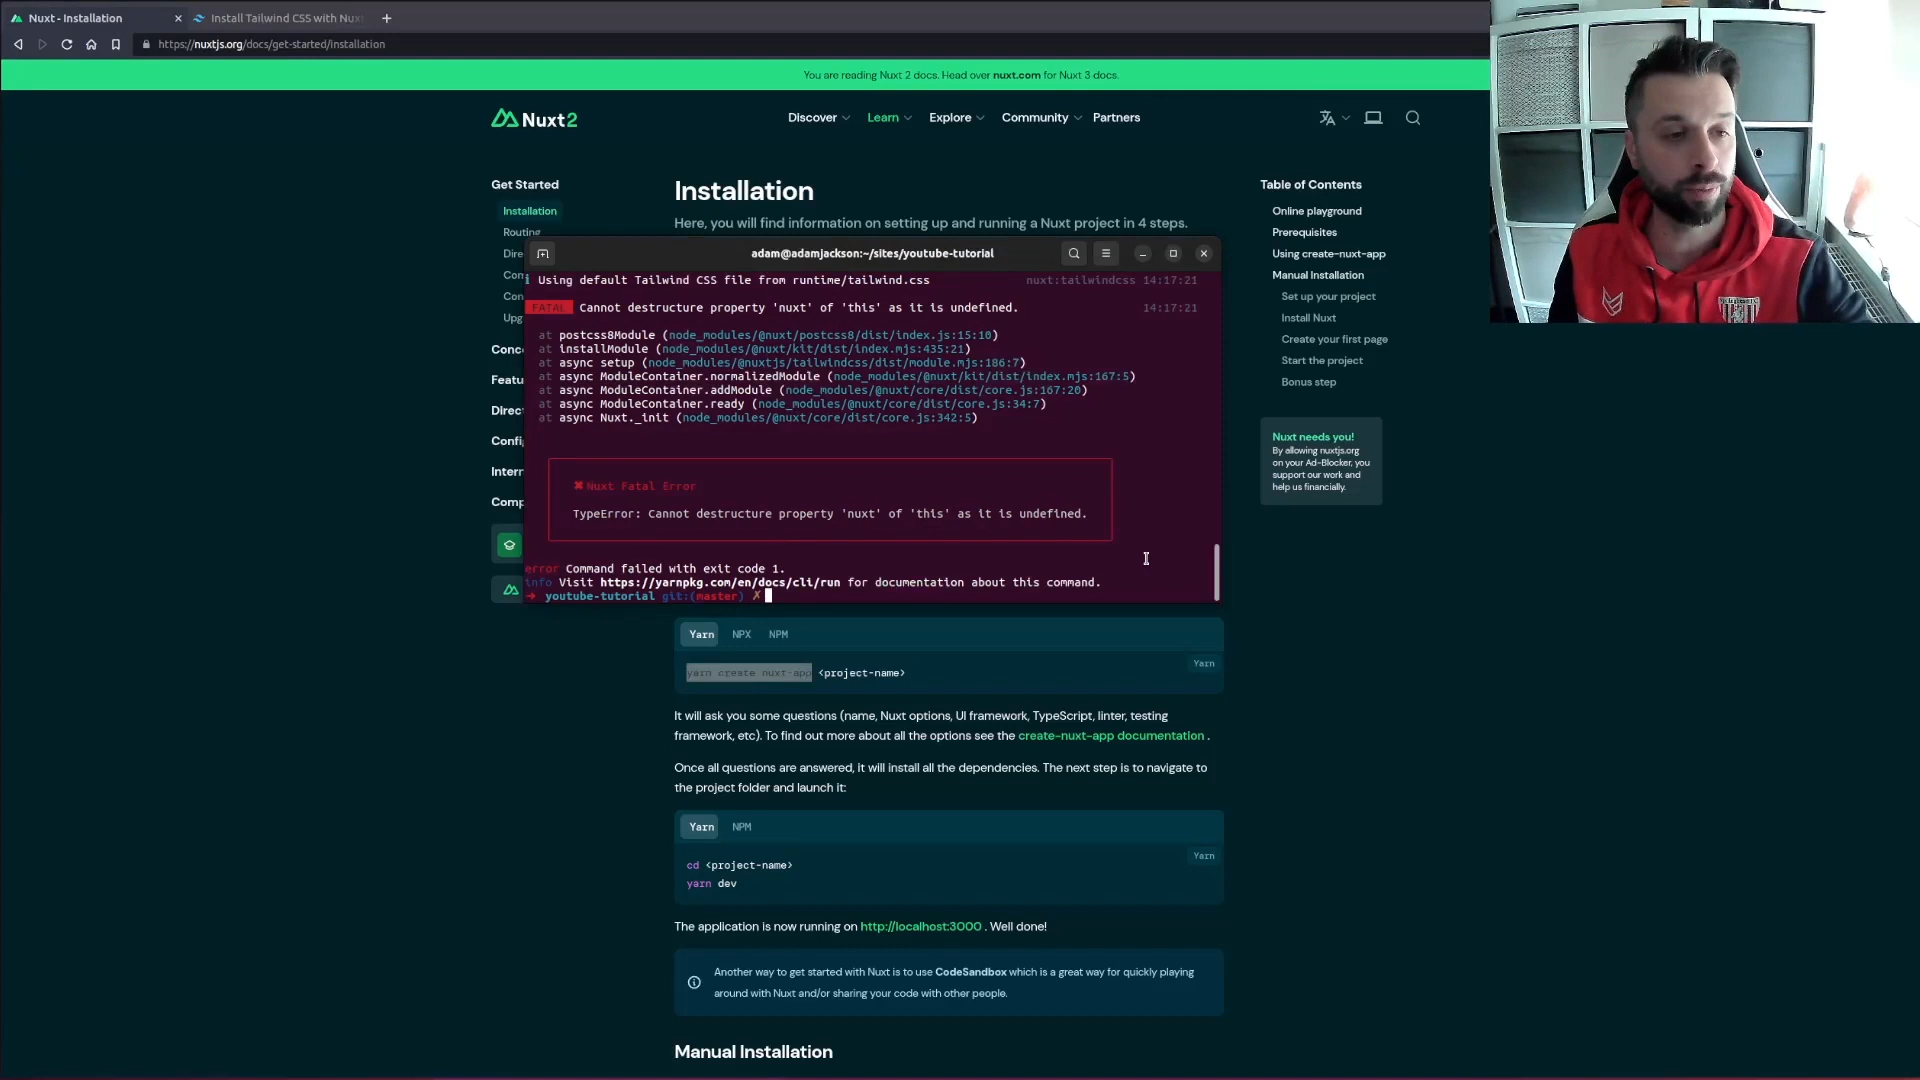 Nuxt - Installation
Install Tailwind CSS with Nux
https://nuxtjs.org/docs/get-started/installation
You are reading Nuxt 2 docs. Head over nuxt.com for Nuxt 3 docs.
Nuxt2
Discover
Learn
Explore
Community
Partners
Get Started
Installation
Routing
Dire
Con
Con
Upg
Conc
Featu
Direc
Confi
Inter
Comp
Installation
Here, you will find information on setting up and running a Nuxt project in 4 steps.
adam@adamjackson:~/sites/youtube-tutorial
i Using default Tailwind CSS file from runtime/tailwind.css nuxt:tailwindcss 14:17:21
FATAL Cannot destructure property 'nuxt' of 'this' as it is undefined. 14:17:21
at postcss8Module (node_modules/@nuxt/postcss8/dist/index.js:15:10)
at installModule (node_modules/@nuxt/kit/dist/index.mjs:435:21)
at async setup (node_modules/@nuxtjs/tailwindcss/dist/module.mjs:186:7)
at async ModuleContainer.normalizedModule (node_modules/@nuxt/kit/dist/index.mjs:167:5)
at async ModuleContainer.addModule (node_modules/@nuxt/core/dist/core.js:167:20)
at async ModuleContainer.ready (node_modules/@nuxt/core/dist/core.js:34:7)
at async Nuxt._init (node_modules/@nuxt/core/dist/core.js:342:5)
✖ Nuxt Fatal Error
TypeError: Cannot destructure property 'nuxt' of 'this' as it is undefined.
error Command failed with exit code 1.
info Visit https://yarnpkg.com/en/docs/cli/run for documentation about this command.
→ youtube-tutorial git:(master) ✗
Yarn NPX NPM
yarn create nuxt-app <project-name>
Yarn
It will ask you some questions (name, Nuxt options, UI framework, TypeScript, linter, testing
framework, etc). To find out more about all the options see the create-nuxt-app documentation .
Once all questions are answered, it will install all the dependencies. The next step is to navigate to
the project folder and launch it:
Yarn NPM
Yarn
cd <project-name>
yarn dev
The application is now running on http://localhost:3000 . Well done!
Another way to get started with Nuxt is to use CodeSandbox which is a great way for quickly playing
around with Nuxt and/or sharing your code with other people.
Manual Installation
Table of Contents
Online playground
Prerequisites
Using create-nuxt-app
Manual Installation
Set up your project
Install Nuxt
Create your first page
Start the project
Bonus step
Nuxt needs you!
By allowing nuxtjs.org
on your Ad-Blocker, you
support our work and
help us financially.